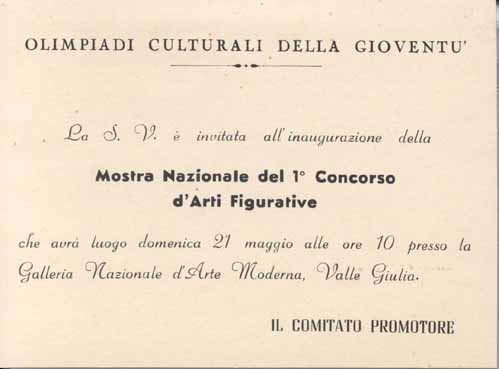 OLIMPIADI CULTURALI DELLA GIOVENTU'
La S. V. è invitata all'inaugurazione della
Mostra Nazionale del 1° Concorso
d'Arti Figurative
che avrà luogo domenica 21 maggio alle ore 10 presso la
Galleria Nazionale d'Arte Moderna, Valle Giulia.
IL COMITATO PROMOTORE